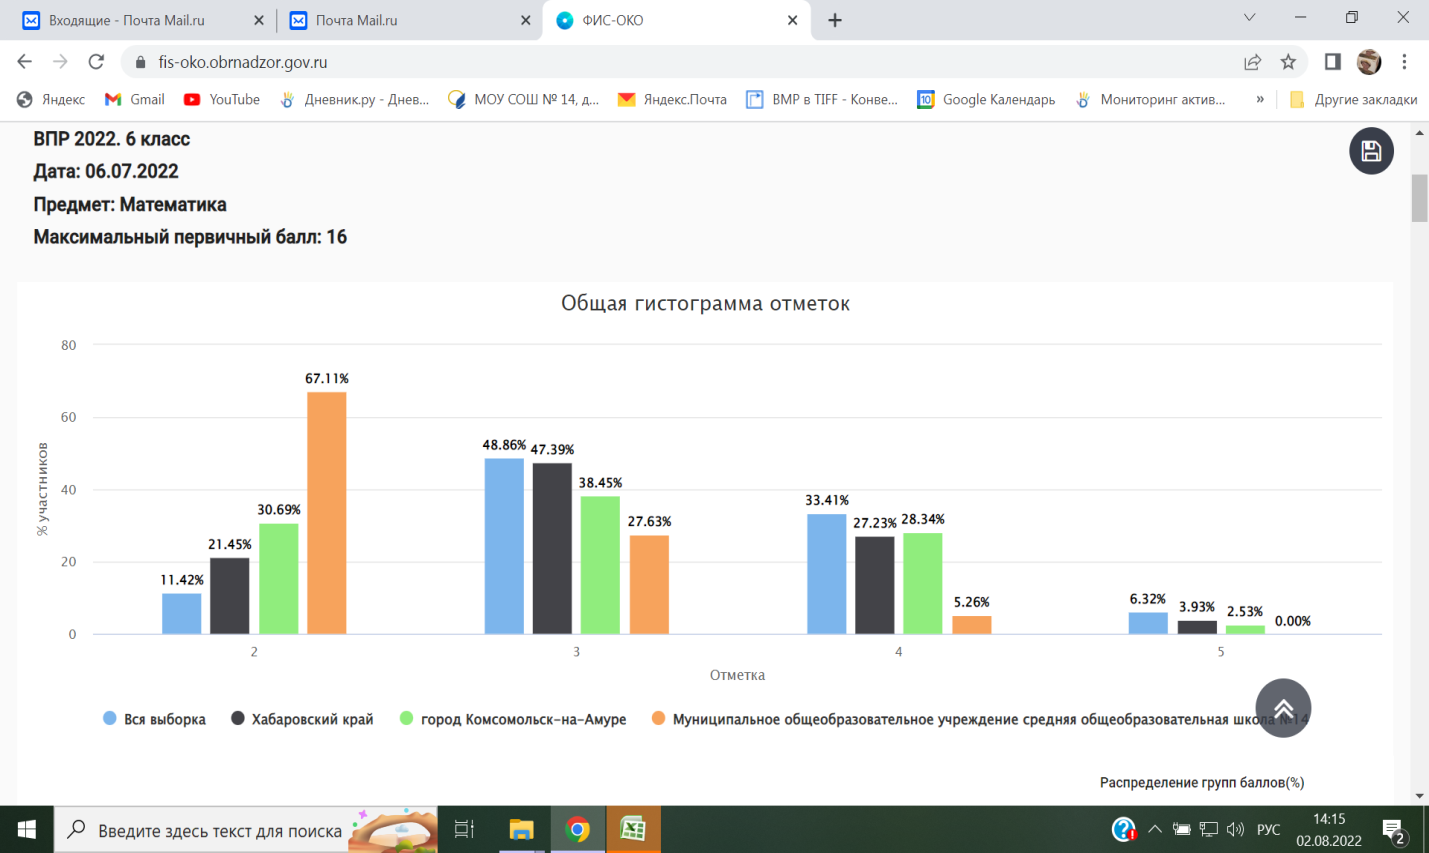 Входящие - Почта Mail.ru
Почта Mail.ru
ФИС-ОКО
fis-oko.obrnadzor.gov.ru
Яндекс
Gmail
YouTube
Дневник.ру - Днев...
МОУ СОШ № 14, д...
Яндекс.Почта
BMP в TIFF - Конве...
10
Google Календарь
Мониторинг актив...
»
Другие закладки
ВПР 2022. 6 класс
Дата: 06.07.2022
Предмет: Математика
Максимальный первичный балл: 16
Общая гистограмма отметок
% участников
80
60
40
20
0
11.42%
21.45%
30.69%
67.11%
48.86%
47.39%
38.45%
27.63%
33.41%
27.23%
28.34%
5.26%
6.32%
3.93%
2.53%
0.00%
2
3
4
5
Отметка
Вся выборка
Хабаровский край
город Комсомольск-на-Амуре
Муниципальное общеобразовательное учреждение средняя общеобразовательная школа №14
Распределение групп баллов(%)
Введите здесь текст для поиска
РУС
14:15
02.08.2022
2